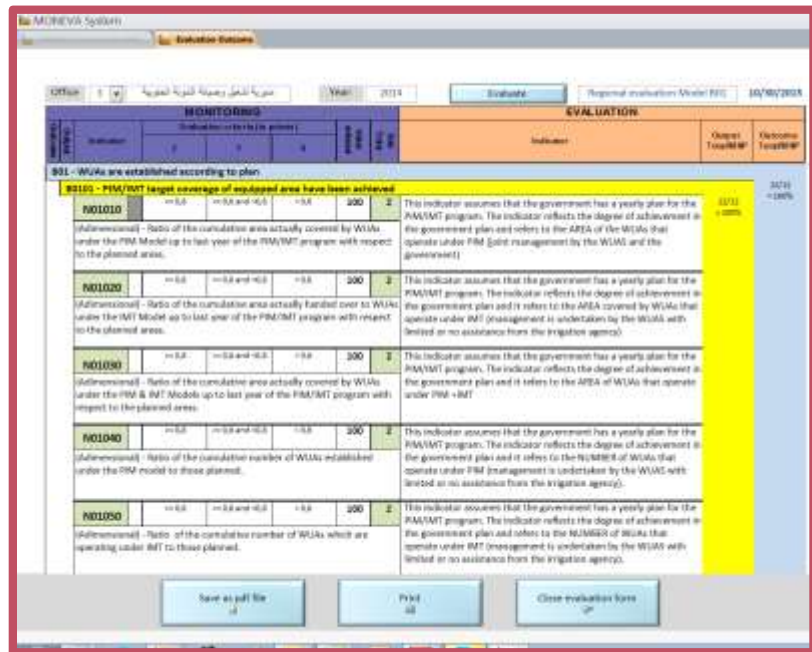 MONEVA System
Evaluation Outcome
Office 1 مديرية تشغيل وصيانة Year: 2014 Evaluate Regional evaluation Model B01 10/30/2015
MONITORING EVALUATION
Indicator Evaluation criteria (in points) Indicator Output Outcome
B01 - WUAs are established according to plan
B0101 - PIM/IMT target coverage of equipped area have been achieved
N01010 100 2 This indicator assumes that the government has a yearly plan for the
(Adimensional) - Ratio of the cumulative area actually covered by WUAs PIM/IMT program. The indicator reflects the degree of achievement in
under the PIM Model up to last year of the PIM/IMT program with respect the government plan and refers to the AREA of the WUAs that
to the planned areas. operate under PIM (joint management by the WUAS and the
government)
N01020 100 2 This indicator assumes that the government has a yearly plan for the
PIM/IMT program. The indicator reflects the degree of achievement in
(Adimensional) - Ratio of the cumulative area actually handed over to WUAs the government plan and it refers to the AREA covered by WUAs that
under the IMT Model up to last year of the PIM/IMT program with respect operate under IMT (management is undertaken by the WUAS with
to the planned areas. limited or no assistance from the irrigation agency)
N01030 100 2 This indicator assumes that the government has a yearly plan for the
PIM/IMT program. The indicator reflects the degree of achievement in
(Adimensional) - Ratio of the cumulative area actually covered by WUAs the government plan and it refers to the AREA of WUAs that operate
under the PIM & IMT Models up to last year of the PIM/IMT program with under PIM +IMT
respect to the planned areas.
N01040 100 2 This indicator assumes that the government has a yearly plan for the
PIM/IMT program. The indicator reflects the degree of achievement in
(Adimensional) - Ratio of the cumulative number of WUAs established the government plan and it refers to the NUMBER of WUAs that
under the PIM model to those planned. operate under PIM (management is undertaken by the WUAS with
limited or no assistance from the irrigation agency).
N01050 100 2 This indicator assumes that the government has a yearly plan for the
PIM/IMT program. The indicator reflects the degree of achievement in
(Adimensional) - Ratio of the cumulative number of WUAs which are the government plan and refers to the NUMBER of WUAs that
operating under IMT to those planned. operate under IMT (management is undertaken by the WUAS with
limited or no assistance from the irrigation agency).
Save as pdf file Print Close evaluation form